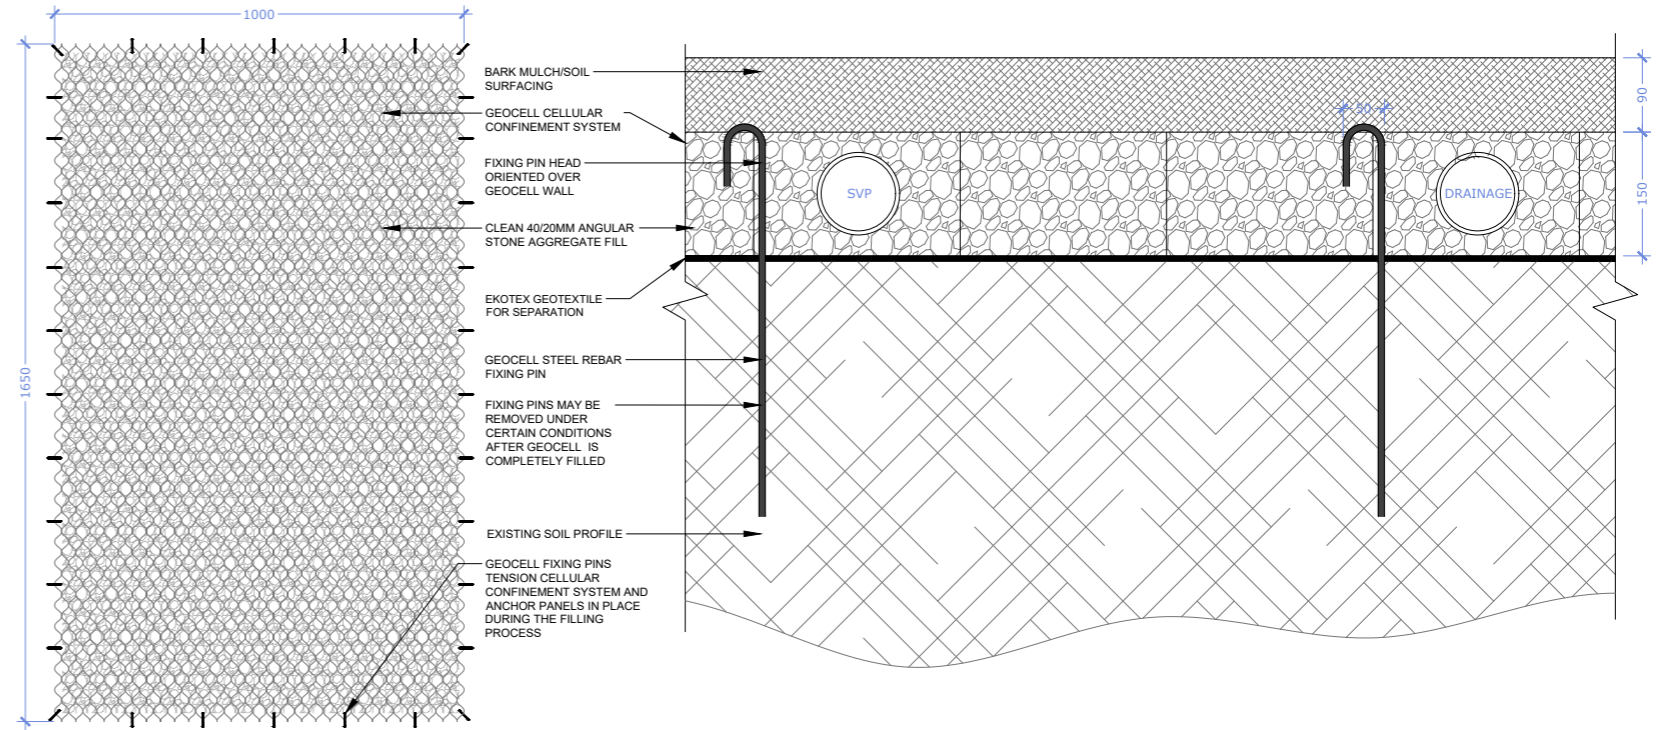 1000
1650
BARK MULCH/SOIL
SURFACING
GEOCELL CELLULAR
CONFINEMENT SYSTEM
FIXING PIN HEAD
ORIENTED OVER
GEOCELL WALL
CLEAN 40/20MM ANGULAR
STONE AGGREGATE FILL
EKOTEX GEOTEXTILE
FOR SEPARATION
GEOCELL STEEL REBAR
FIXING PIN
FIXING PINS MAY BE
REMOVED UNDER
CERTAIN CONDITIONS
AFTER GEOCELL IS
COMPLETELY FILLED
EXISTING SOIL PROFILE
GEOCELL FIXING PINS
TENSION CELLULAR
CONFINEMENT SYSTEM AND
ANCHOR PANELS IN PLACE
DURING THE FILLING
PROCESS
SVP
DRAINAGE
90
150